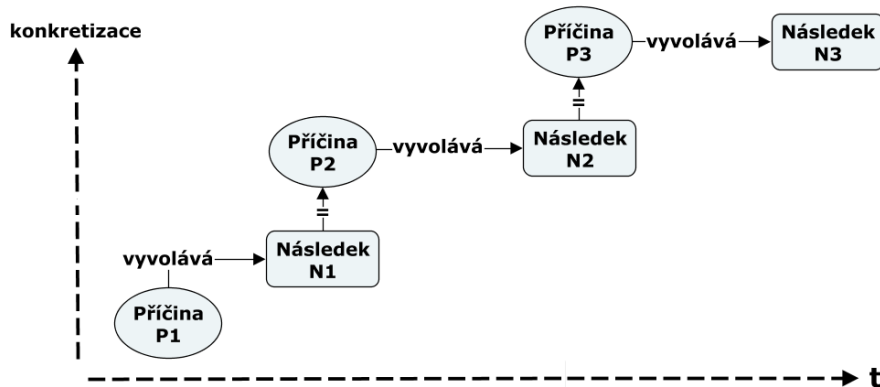 konkretizace
Příčina
P3
vyvolává
Následek
N3
=
Příčina
P2
vyvolává
Následek
N2
=
vyvolává
Následek
N1
Příčina
P1
t